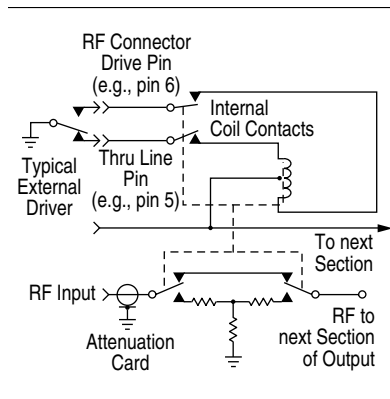 RF Connector
Drive Pin
(e.g., pin 6)
Internal
Coil Contacts
Typical
External
Driver
Thru Line
Pin
(e.g., pin 5)
To next
Section
RF Input
Attenuation
Card
RF to
next Section
of Output